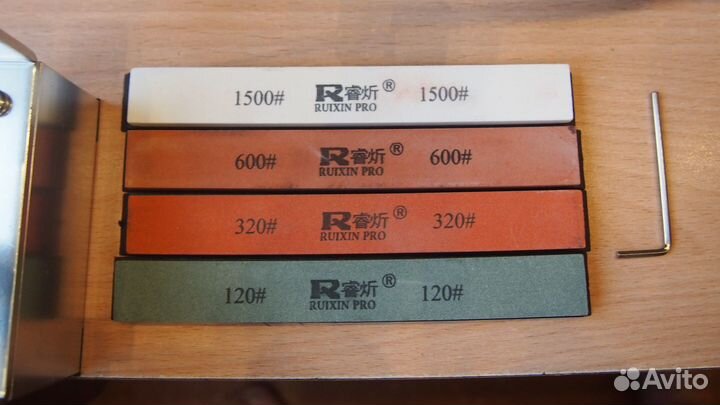 1500# R睿炘® 1500#
RUIXIN PRO
600# R睿炘® 600#
RUIXIN PRO
320# R睿炘® 320#
RUIXIN PRO
120# R睿炘® 120#
RUIXIN PRO
Avito